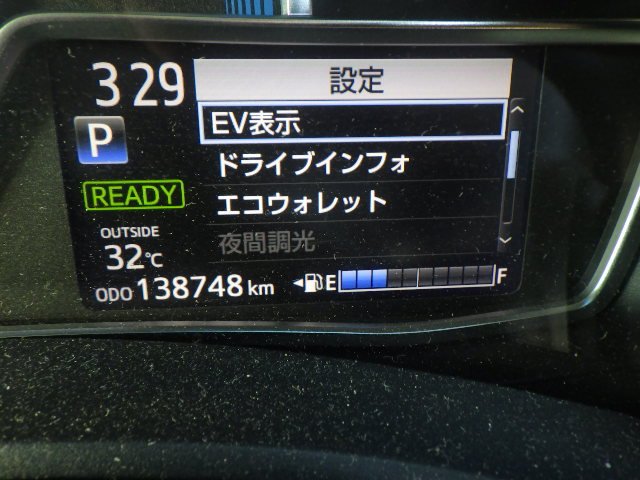 3 29
設定
EV表示
P
ドライブインフォ
READY
エコウォレット
OUTSIDE
夜間調光
32℃
ODO 138748 km
E F